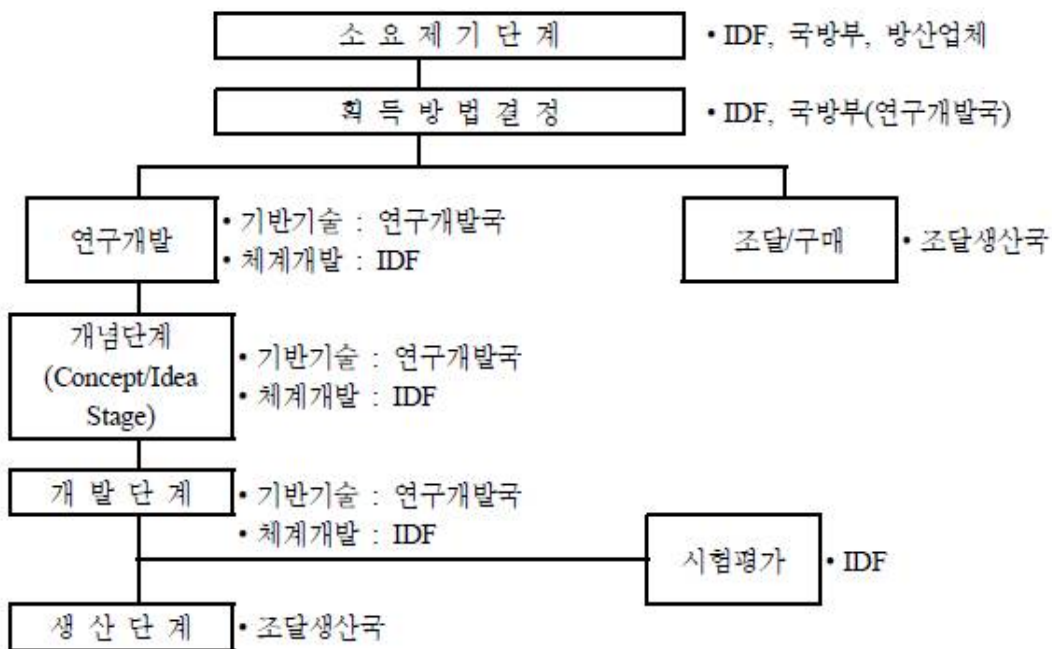 소 요 제 기 단 계
• IDF, 국방부, 방산업체
획 득 방 법 결 정
• IDF, 국방부(연구개발국)
연구개발
• 기반기술 : 연구개발국
• 체계개발 : IDF
조달/구매
• 조달생산국
개념단계
(Concept/Idea
Stage)
• 기반기술 : 연구개발국
• 체계개발 : IDF
개 발 단 계
• 기반기술 : 연구개발국
• 체계개발 : IDF
시험평가
• IDF
생 산 단 계
• 조달생산국